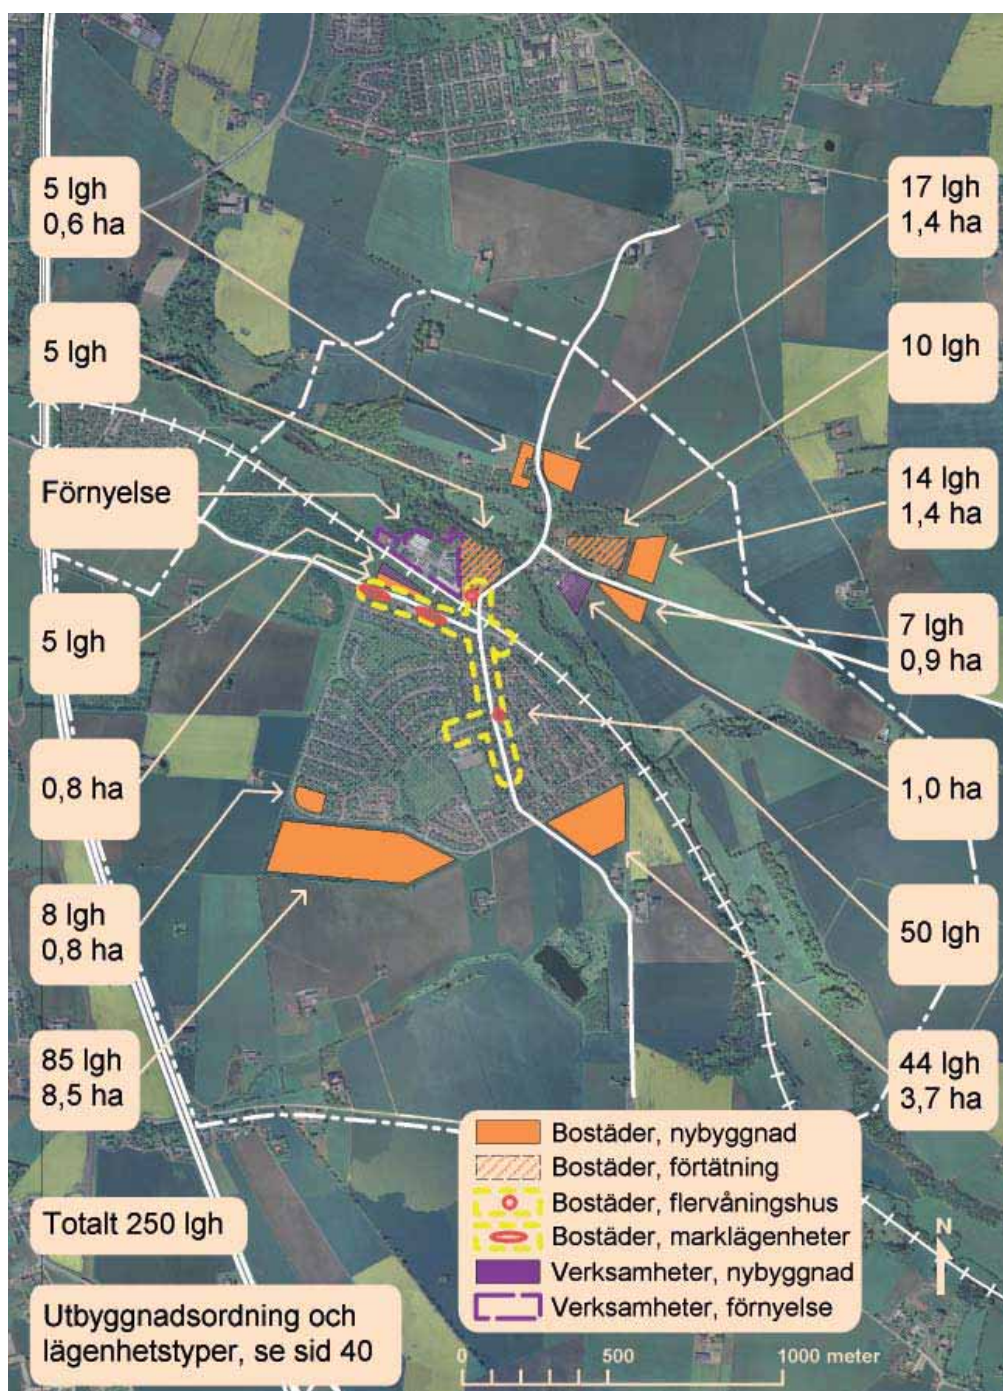 5 lgh
0,6 ha
5 lgh
Förnyelse
5 lgh
0,8 ha
8 lgh
0,8 ha
85 lgh
8,5 ha
Totalt 250 lgh
Utbyggnadsordning och
lägenhetstyper, se sid 40
17 lgh
1,4 ha
10 lgh
14 lgh
1,4 ha
7 lgh
0,9 ha
1,0 ha
50 lgh
44 lgh
3,7 ha
Bostäder, nybyggnad
Bostäder, förtätning
Bostäder, flervåningshus
Bostäder, marklägenheter
Verksamheter, nybyggnad
Verksamheter, förnyelse
N
0 500 1000 meter